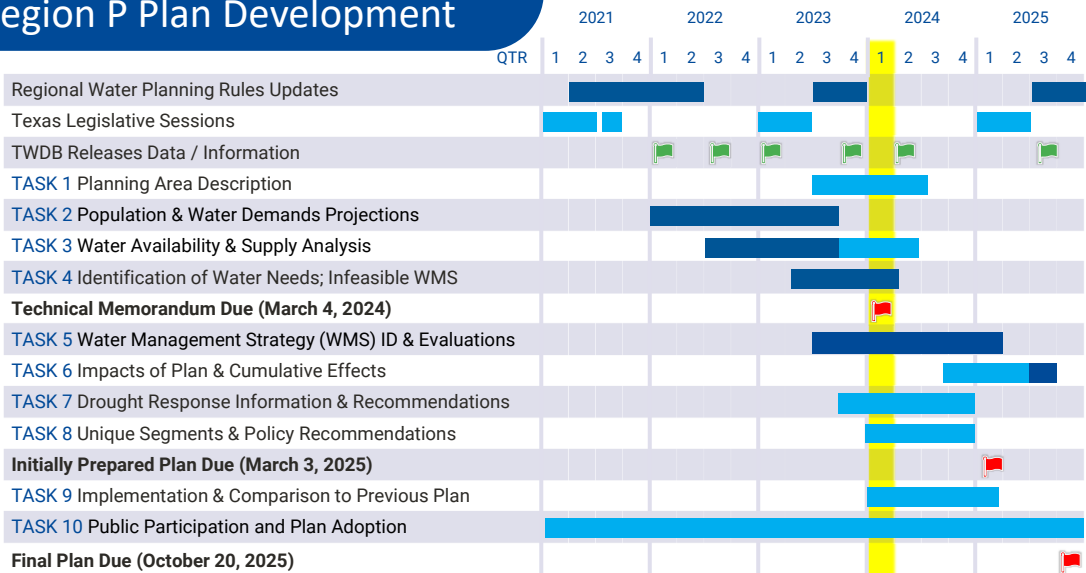 egion P Plan Development
2021 2022 2023 2024 2025
QTR 1 2 3 4 1 2 3 4 1 2 3 4 1 2 3 4 1 2 3 4
Regional Water Planning Rules Updates
Texas Legislative Sessions
TWDB Releases Data / Information
TASK 1 Planning Area Description
TASK 2 Population & Water Demands Projections
TASK 3 Water Availability & Supply Analysis
TASK 4 Identification of Water Needs; Infeasible WMS
Technical Memorandum Due (March 4, 2024)
TASK 5 Water Management Strategy (WMS) ID & Evaluations
TASK 6 Impacts of Plan & Cumulative Effects
TASK 7 Drought Response Information & Recommendations
TASK 8 Unique Segments & Policy Recommendations
Initially Prepared Plan Due (March 3, 2025)
TASK 9 Implementation & Comparison to Previous Plan
TASK 10 Public Participation and Plan Adoption
Final Plan Due (October 20, 2025)